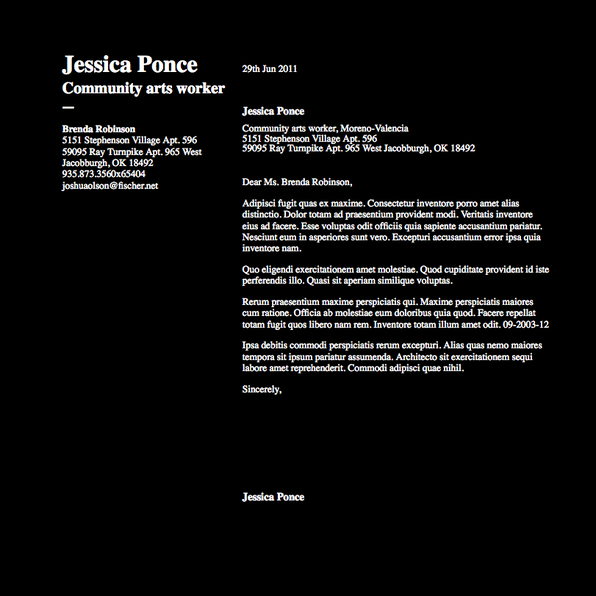 Jessica Ponce
Community arts worker
—
Brenda Robinson
5151 Stephenson Village Apt. 596
59095 Ray Turnpike Apt. 965 West
Jacobburgh, OK 18492
935.873.3560x65404
joshuaolson@fischer.net
29th Jun 2011
Jessica Ponce
Community arts worker, Moreno-Valencia
5151 Stephenson Village Apt. 596
59095 Ray Turnpike Apt. 965 West Jacobburgh, OK 18492
Dear Ms. Brenda Robinson,
Adipisci fugit quas ex maxime. Consectetur inventore porro amet alias
distinctio. Dolor totam ad praesentium provident modi. Veritatis inventore
eius ad facere. Esse voluptas odit officiis quia sapiente accusantium pariatur.
Nesciunt eum in asperiores sunt vero. Excepturi accusantium error ipsa quia
inventore nam.
Quo eligendi exercitationem amet molestiae. Quod cupiditate provident id iste
perferendis illo. Quasi sit aperiam similique voluptas.
Rerum praesentium maxime perspiciatis qui. Maxime perspiciatis maiores
cum ratione. Officia ab molestiae eum doloribus quia quod. Facere repellat
totam fugit quos libero nam rem. Inventore totam illum amet odit. 09-2003-12
Ipsa debitis commodi perspiciatis rerum excepturi. Alias quas nemo maiores
tempora sit ipsum pariatur assumenda. Architecto sit exercitationem sequi
labore amet reprehenderit. Commodi adipisci quae nihil.
Sincerely,
Jessica Ponce